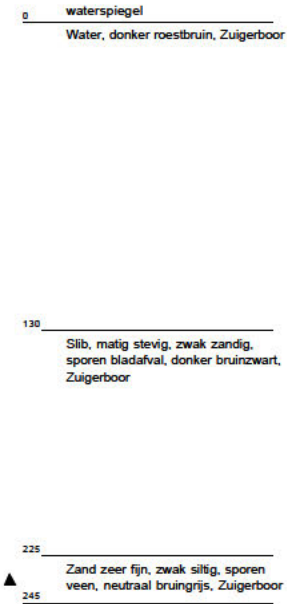 0 waterspiegel
Water, donker roestbruin, Zuigerboor
130
Slib, matig stevig, zwak zandig,
sporen bladafval, donker bruinzwart,
Zuigerboor
225
Zand zeer fijn, zwak siltig, sporen
veen, neutraal bruingrijs, Zuigerboor
245